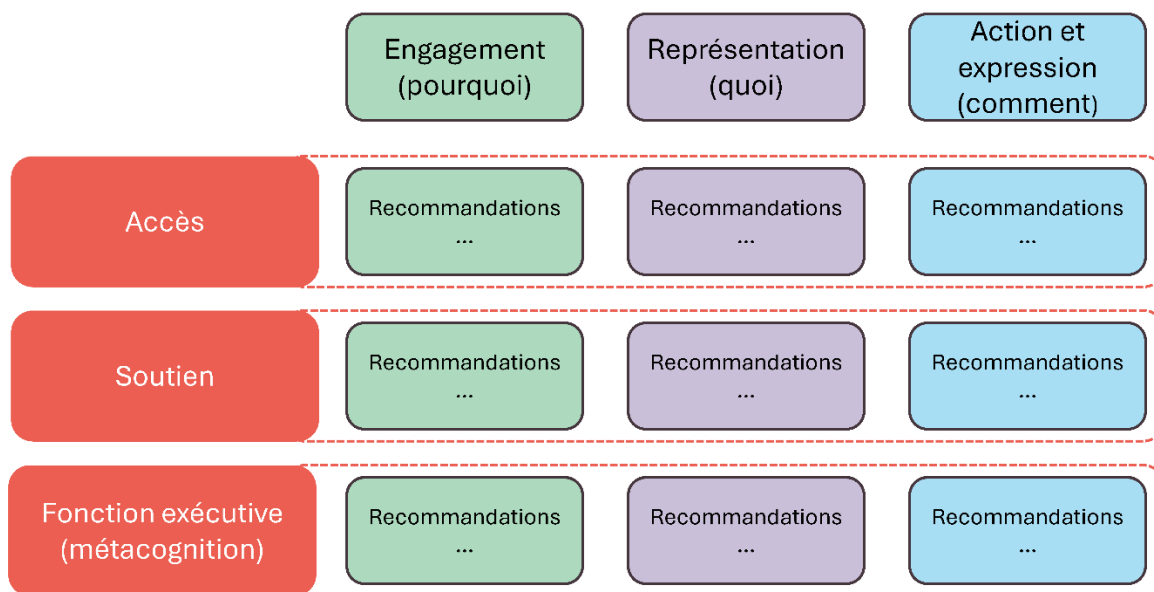 Engagement
(pourquoi)
Représentation
(quoi)
Action et
expression
(comment)
Accès
Recommandations
...
Recommandations
...
Recommandations
...
Soutien
Recommandations
...
Recommandations
...
Recommandations
...
Fonction exécutive
(métacognition)
Recommandations
...
Recommandations
...
Recommandations
...